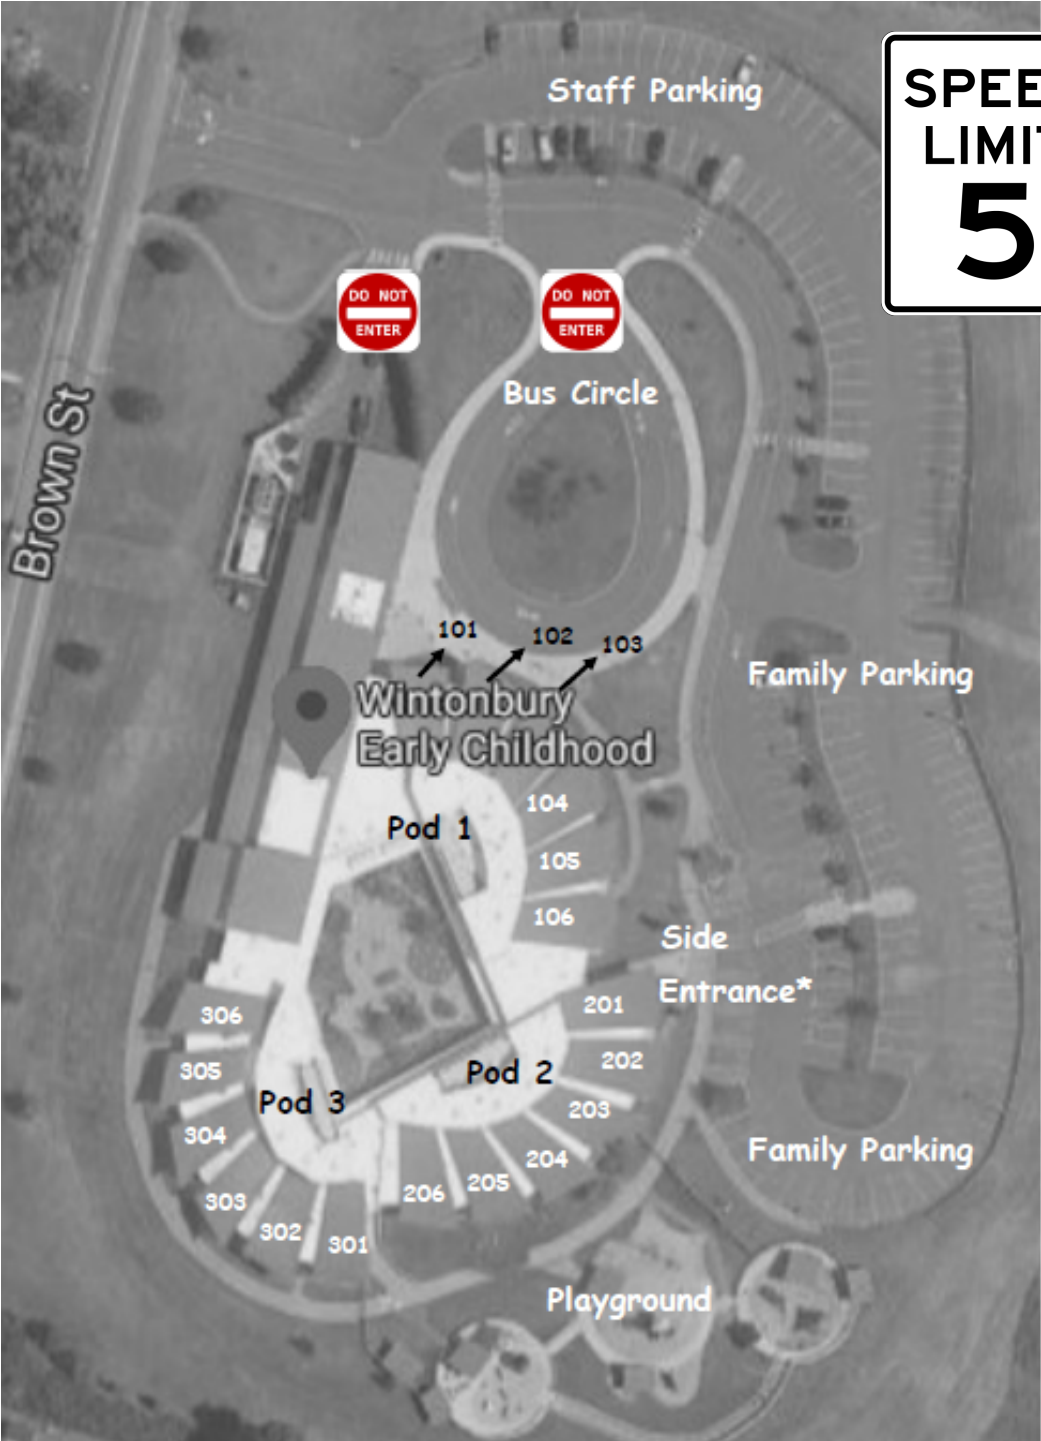 Staff Parking
SPEE
LIMI
5
DO NOT
ENTER
DO NOT
ENTER
Bus Circle
Brown St
101
102
103
Family Parking
Wintonbury
Early Childhood
104
Pod 1
105
106
Side
Entrance*
201
306
202
305
Pod 2
Pod 3
203
304
Family Parking
204
205
206
303
302
301
Playground